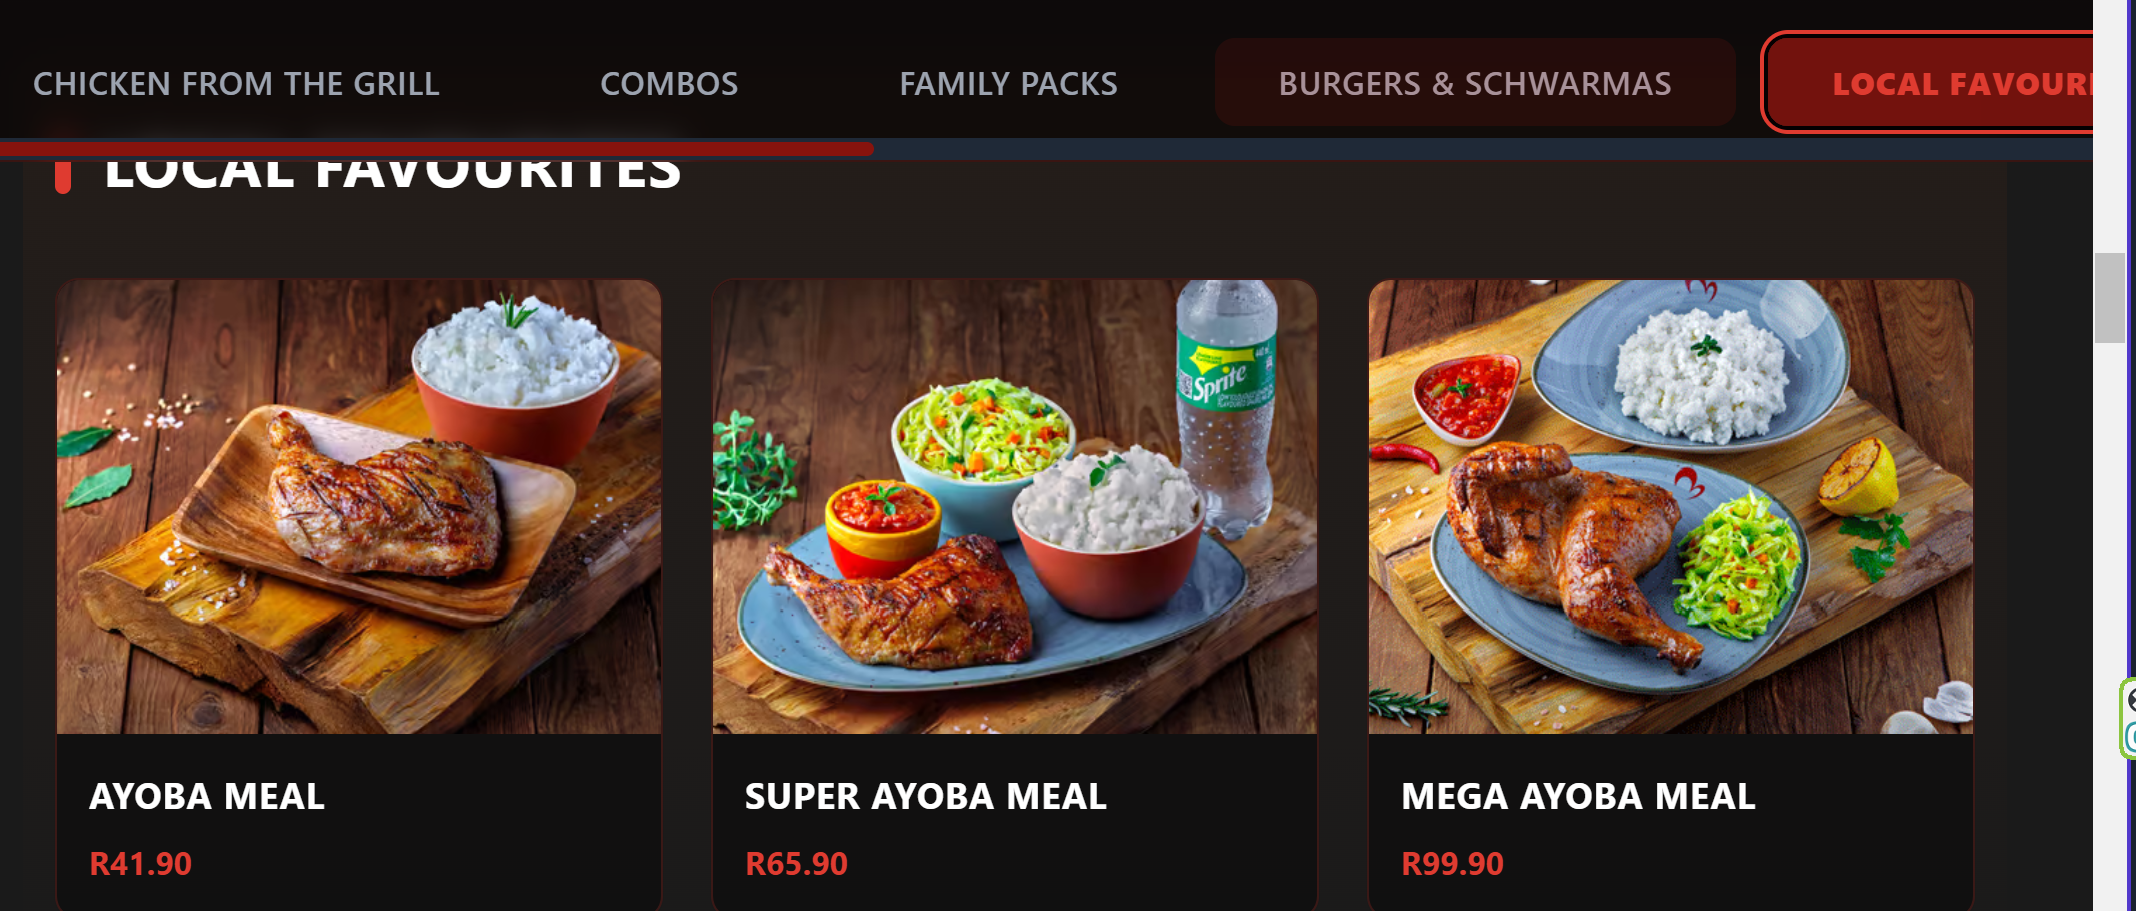 CHICKEN FROM THE GRILL
COMBOS
FAMILY PACKS
BURGERS & SCHWARMAS
LOCAL
LOCAL FAVOURITES
Sprite
AYOBA MEAL
SUPER AYOBA MEAL
MEGA AYOBA MEAL
R41.90
R65.90
R99.90